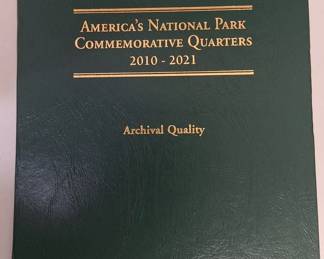 America's National Park
Commemorative Quarters
2010 - 2021
Archival Quality